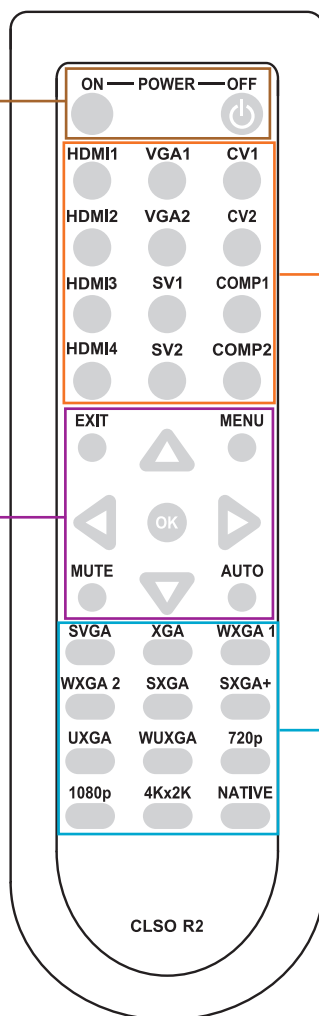 ON — POWER — OFF
HDMI1 VGA1 CV1
HDMI2 VGA2 CV2
HDMI3 SV1 COMP1
HDMI4 SV2 COMP2
EXIT MENU
OK
MUTE AUTO
SVGA XGA WXGA 1
WXGA 2 SXGA SXGA+
UXGA WUXGA 720p
1080p 4Kx2K NATIVE
CLSO R2